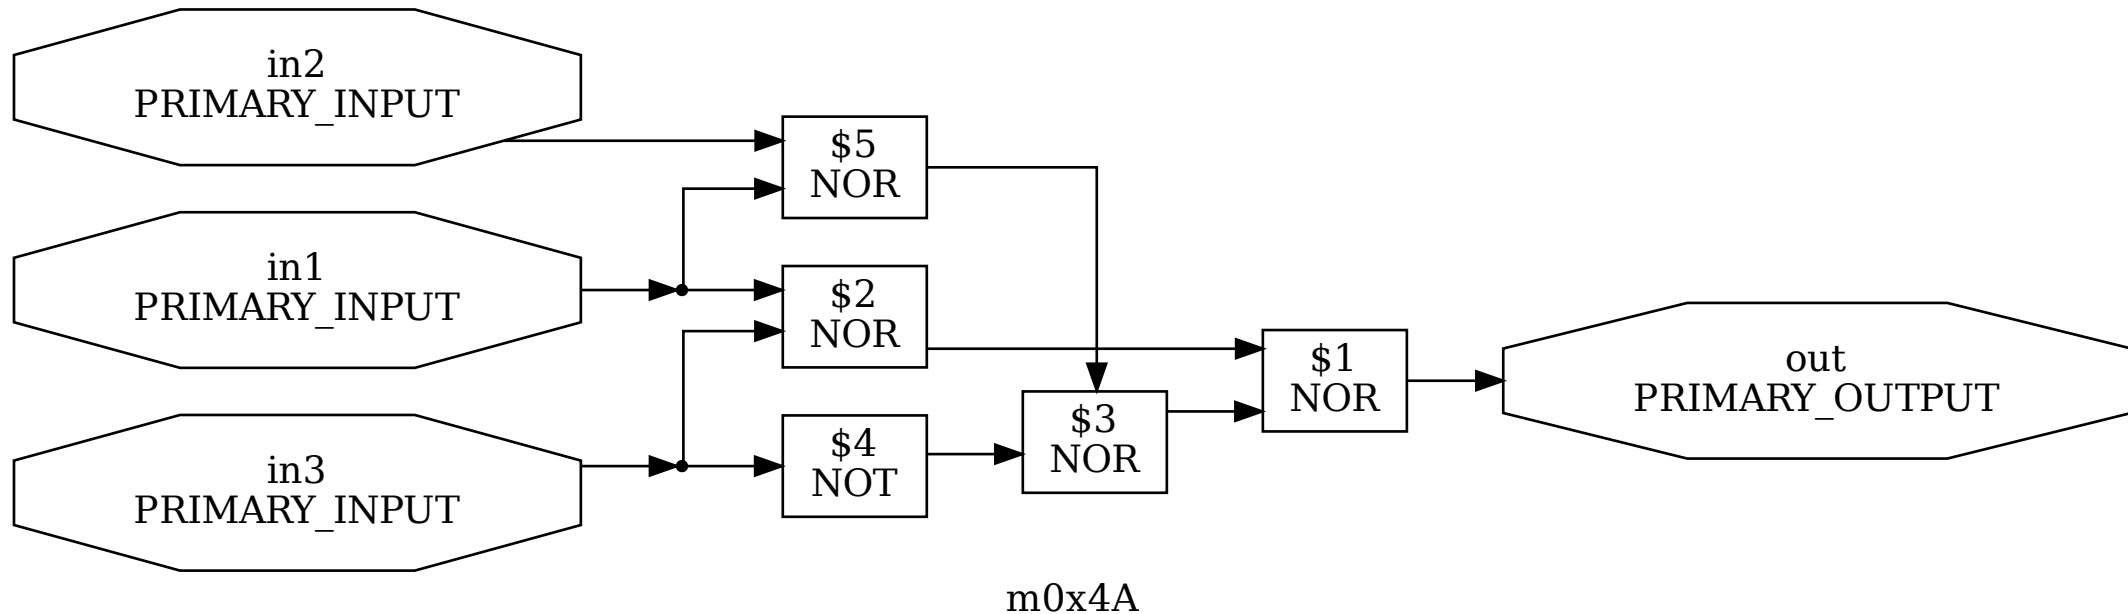 in2
PRIMARY_INPUT
$5
NOR
in1
PRIMARY_INPUT
$2
NOR
in3
PRIMARY_INPUT
$4
NOT
$3
NOR
$1
NOR
out
PRIMARY_OUTPUT
m0x4A